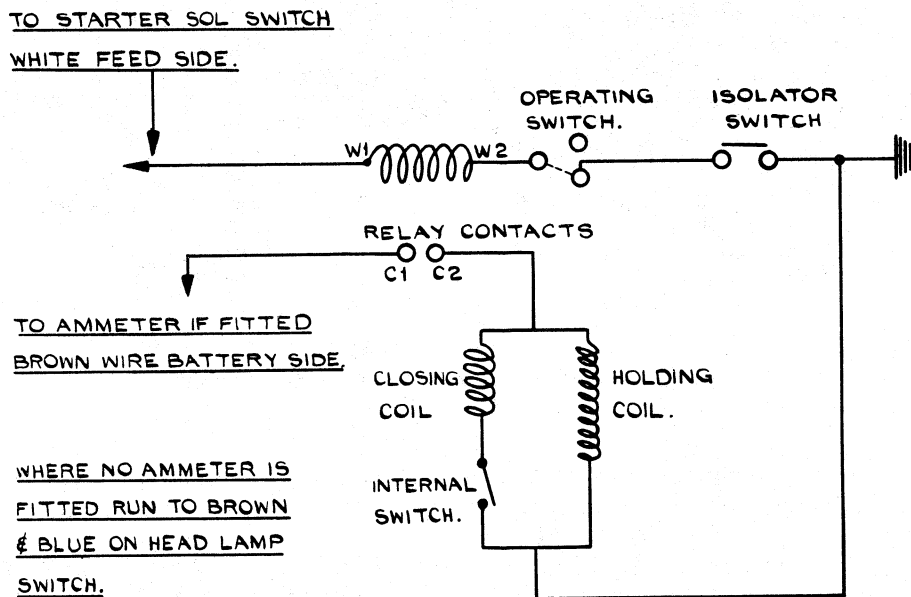 TO STARTER SOL SWITCH
WHITE FEED SIDE.
OPERATING
SWITCH.
ISOLATOR
SWITCH
W1
W2
RELAY CONTACTS
C1 C2
TO AMMETER IF FITTED
BROWN WIRE BATTERY SIDE.
CLOSING
COIL
HOLDING
COIL.
INTERNAL
SWITCH.
WHERE NO AMMETER IS
FITTED RUN TO BROWN
& BLUE ON HEAD LAMP
SWITCH.